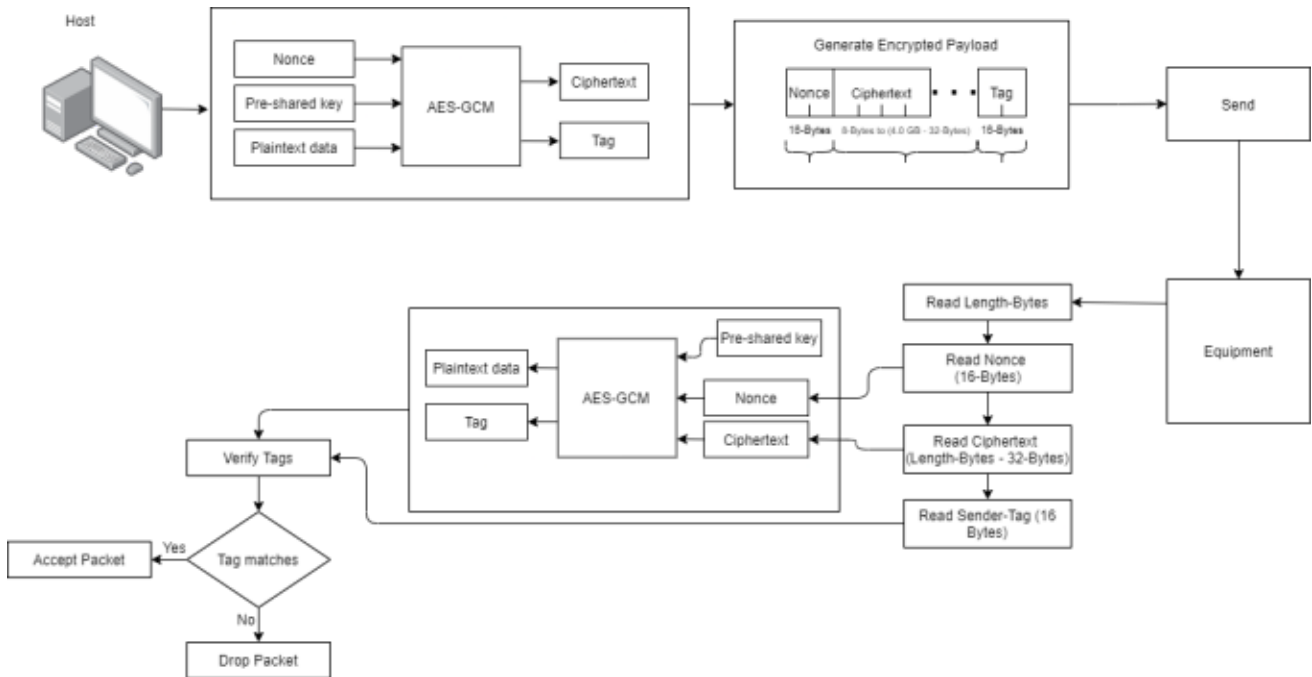 Host
Nonce
Pre-shared key
Plaintext data
AES-GCM
Ciphertext
Tag
Generate Encrypted Payload
Nonce
Ciphertext
Tag
16-Bytes
8-Bytes to (4.0 GB - 32-Bytes)
16-Bytes
Send
Equipment
Read Length-Bytes
Read Nonce
(16-Bytes)
Read Ciphertext
(Length-Bytes - 32-Bytes)
Read Sender-Tag (16
Bytes)
Pre-shared key
Nonce
Ciphertext
AES-GCM
Plaintext data
Tag
Verify Tags
Tag matches
Yes
Accept Packet
No
Drop Packet